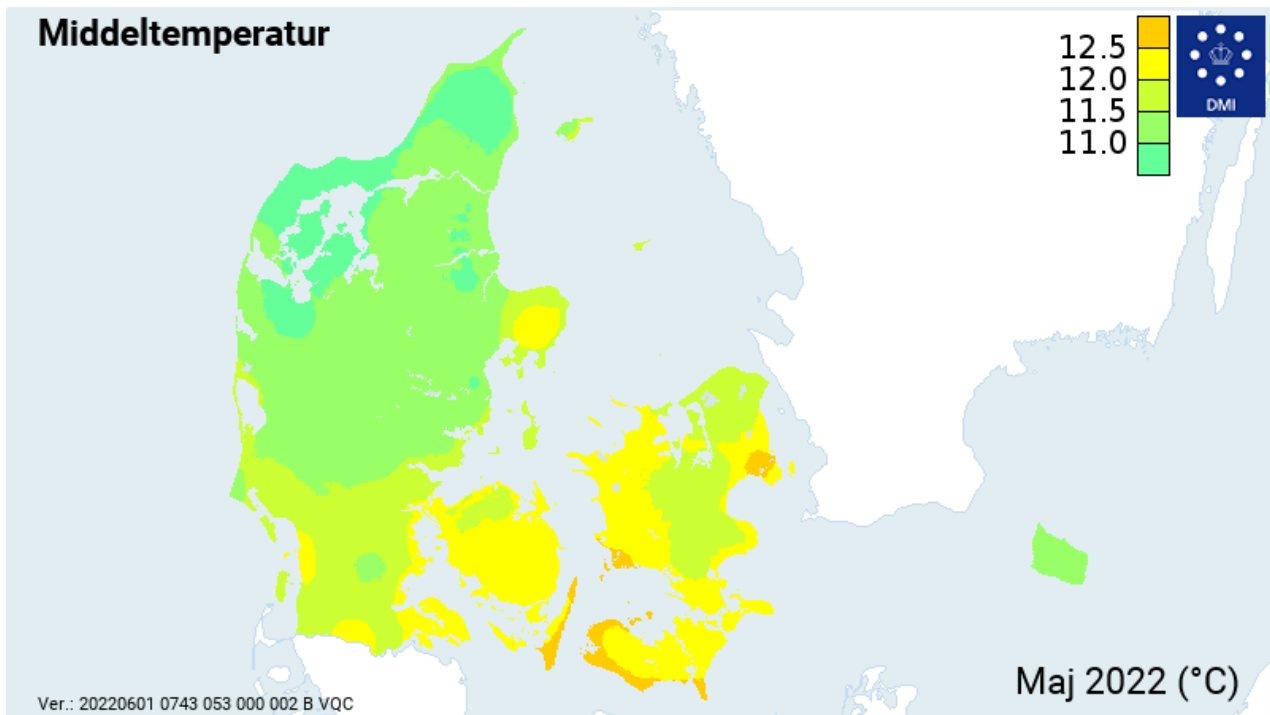 Middeltemperatur
12.5
12.0
11.5
11.0
DMI
Maj 2022 (°C)
Ver.: 20220601 0743 053 000 002 B VQC